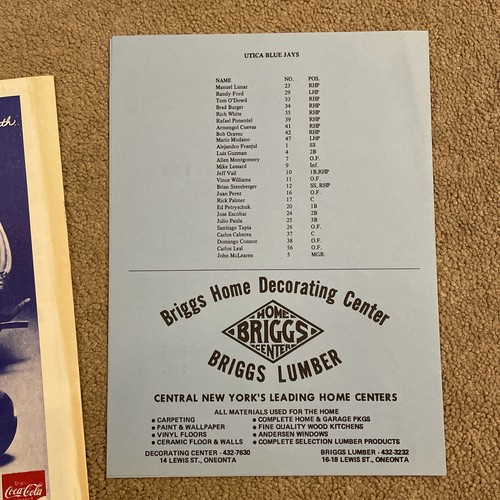 UTICA BLUE JAYS
NAME NO. POS.
Manuel Lunar 23 RHP
Randy Ford 29 LHP
Tom O'Dowd 33 RHP
Brad Burger 34 RHP
Rich White 35 RHP
Rafael Pimentel 39 RHP
Armengol Cuevas 41 RHP
Bob Oravec 42 RHP
Mario Mudano 47 LHP
Alejandro Franjul 1 SS
Luis Guzman 4 2B
Allen Montgomery 7 O.F.
Mike Lessard 9 Inf.
Jeff Vail 10 1B,RHP
Vince Williams 11 O.F.
Brian Stemberger 12 SS, RHP
Juan Perez 16 O.F.
Rick Palmer 17 C
Ed Petryschuk 20 1B
Jose Escobar 24 2B
Julio Paula 25 3B
Santiago Tapia 26 O.F.
Carlos Cabrera 37 C
Domingo Connor 38 O.F.
Carlos Leal 56 O.F.
John McLaren 5 MGR.
Briggs Home Decorating Center
HOME
BRIGGS
CENTER
BRIGGS LUMBER
CENTRAL NEW YORK'S LEADING HOME CENTERS
ALL MATERIALS USED FOR THE HOME
■ CARPETING ■ COMPLETE HOME & GARAGE PKGS
■ PAINT & WALLPAPER ■ FINE QUALITY WOOD KITCHENS
■ VINYL FLOORS ■ ANDERSEN WINDOWS
■ CERAMIC FLOOR & WALLS ■ COMPLETE SELECTION LUMBER PRODUCTS
DECORATING CENTER - 432-7630 BRIGGS LUMBER - 432-3232
14 LEWIS ST., ONEONTA 16-18 LEWIS ST., ONEONTA
Enjoy
Coca-Cola